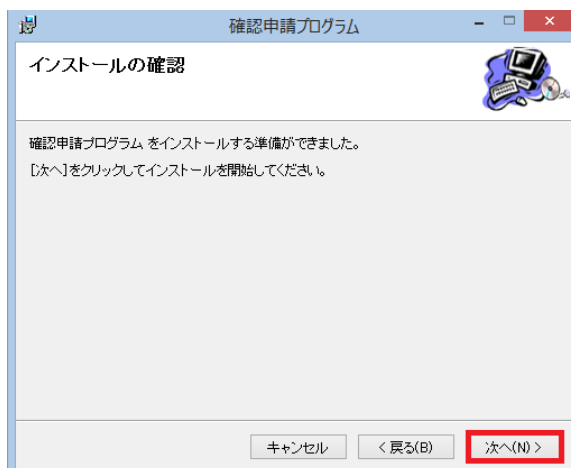 確認申請プログラム
インストールの確認
確認申請プログラム をインストールする準備ができました。
[次へ]をクリックしてインストールを開始してください。
キャンセル
< 戻る(B)
次へ(N) >